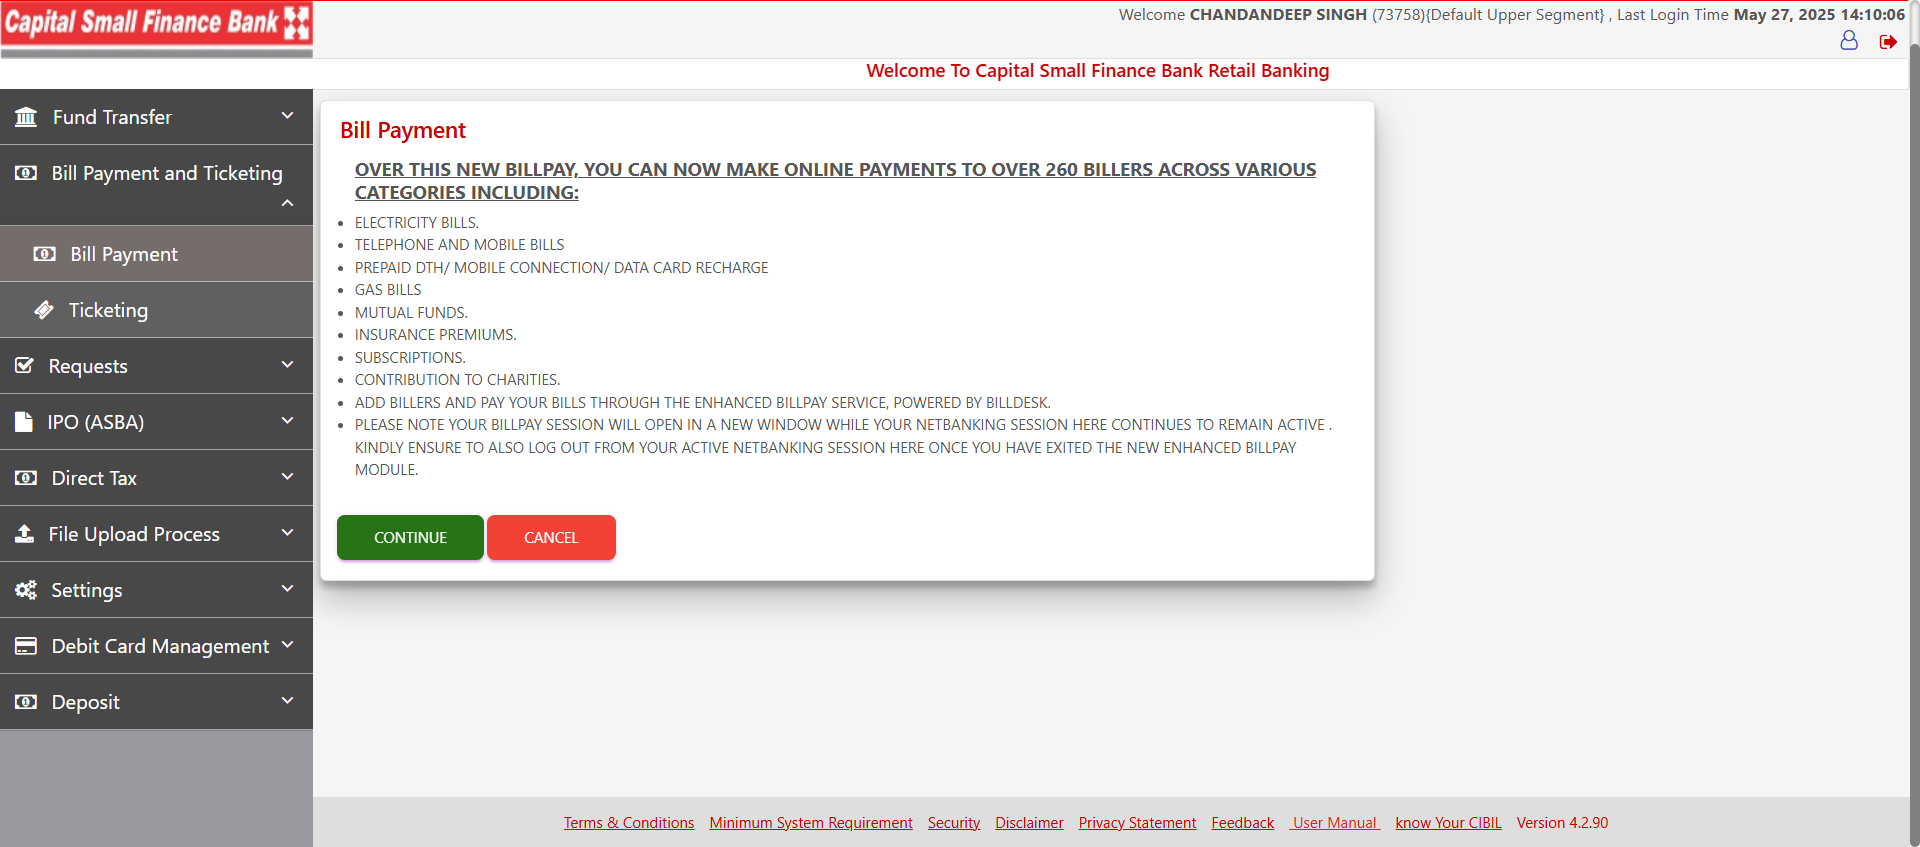 Capital Small Finance Bank
Welcome CHANDANDEEP SINGH (73758){Default Upper Segment} , Last Login Time May 27, 2025 14:10:06
Welcome To Capital Small Finance Bank Retail Banking
Fund Transfer
Bill Payment and Ticketing
Bill Payment
Ticketing
Requests
IPO (ASBA)
Direct Tax
File Upload Process
Settings
Debit Card Management
Deposit
Bill Payment
OVER THIS NEW BILLPAY, YOU CAN NOW MAKE ONLINE PAYMENTS TO OVER 260 BILLERS ACROSS VARIOUS
CATEGORIES INCLUDING:
ELECTRICITY BILLS.
TELEPHONE AND MOBILE BILLS
PREPAID DTH/ MOBILE CONNECTION/ DATA CARD RECHARGE
GAS BILLS
MUTUAL FUNDS.
INSURANCE PREMIUMS.
SUBSCRIPTIONS.
CONTRIBUTION TO CHARITIES.
ADD BILLERS AND PAY YOUR BILLS THROUGH THE ENHANCED BILLPAY SERVICE, POWERED BY BILLDESK.
PLEASE NOTE YOUR BILLPAY SESSION WILL OPEN IN A NEW WINDOW WHILE YOUR NETBANKING SESSION HERE CONTINUES TO REMAIN ACTIVE .
KINDLY ENSURE TO ALSO LOG OUT FROM YOUR ACTIVE NETBANKING SESSION HERE ONCE YOU HAVE EXITED THE NEW ENHANCED BILLPAY
MODULE.
CONTINUE CANCEL
Terms & Conditions Minimum System Requirement Security Disclaimer Privacy Statement Feedback User Manual know Your CIBIL Version 4.2.90